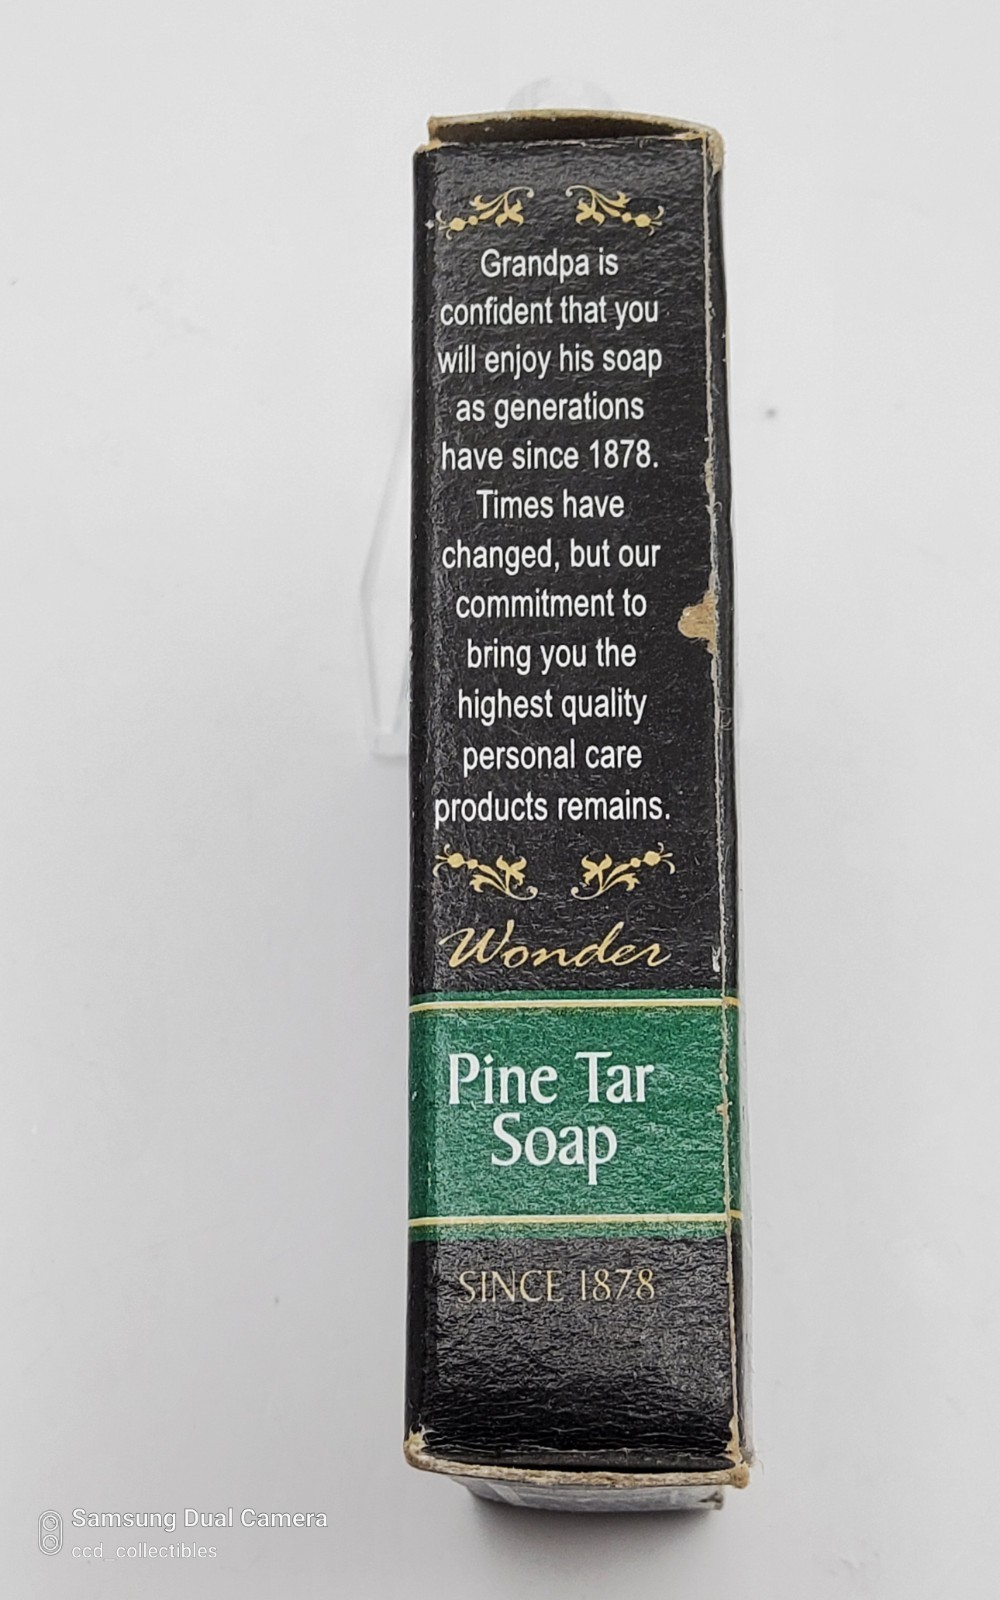 Grandpa is
confident that you
will enjoy his soap
as generations
have since 1878.
Times have
changed, but our
commitment to
bring you the
highest quality
personal care
products remains.
Wonder
Pine Tar
Soap
SINCE 1878
Samsung Dual Camera
ccd_collectibles